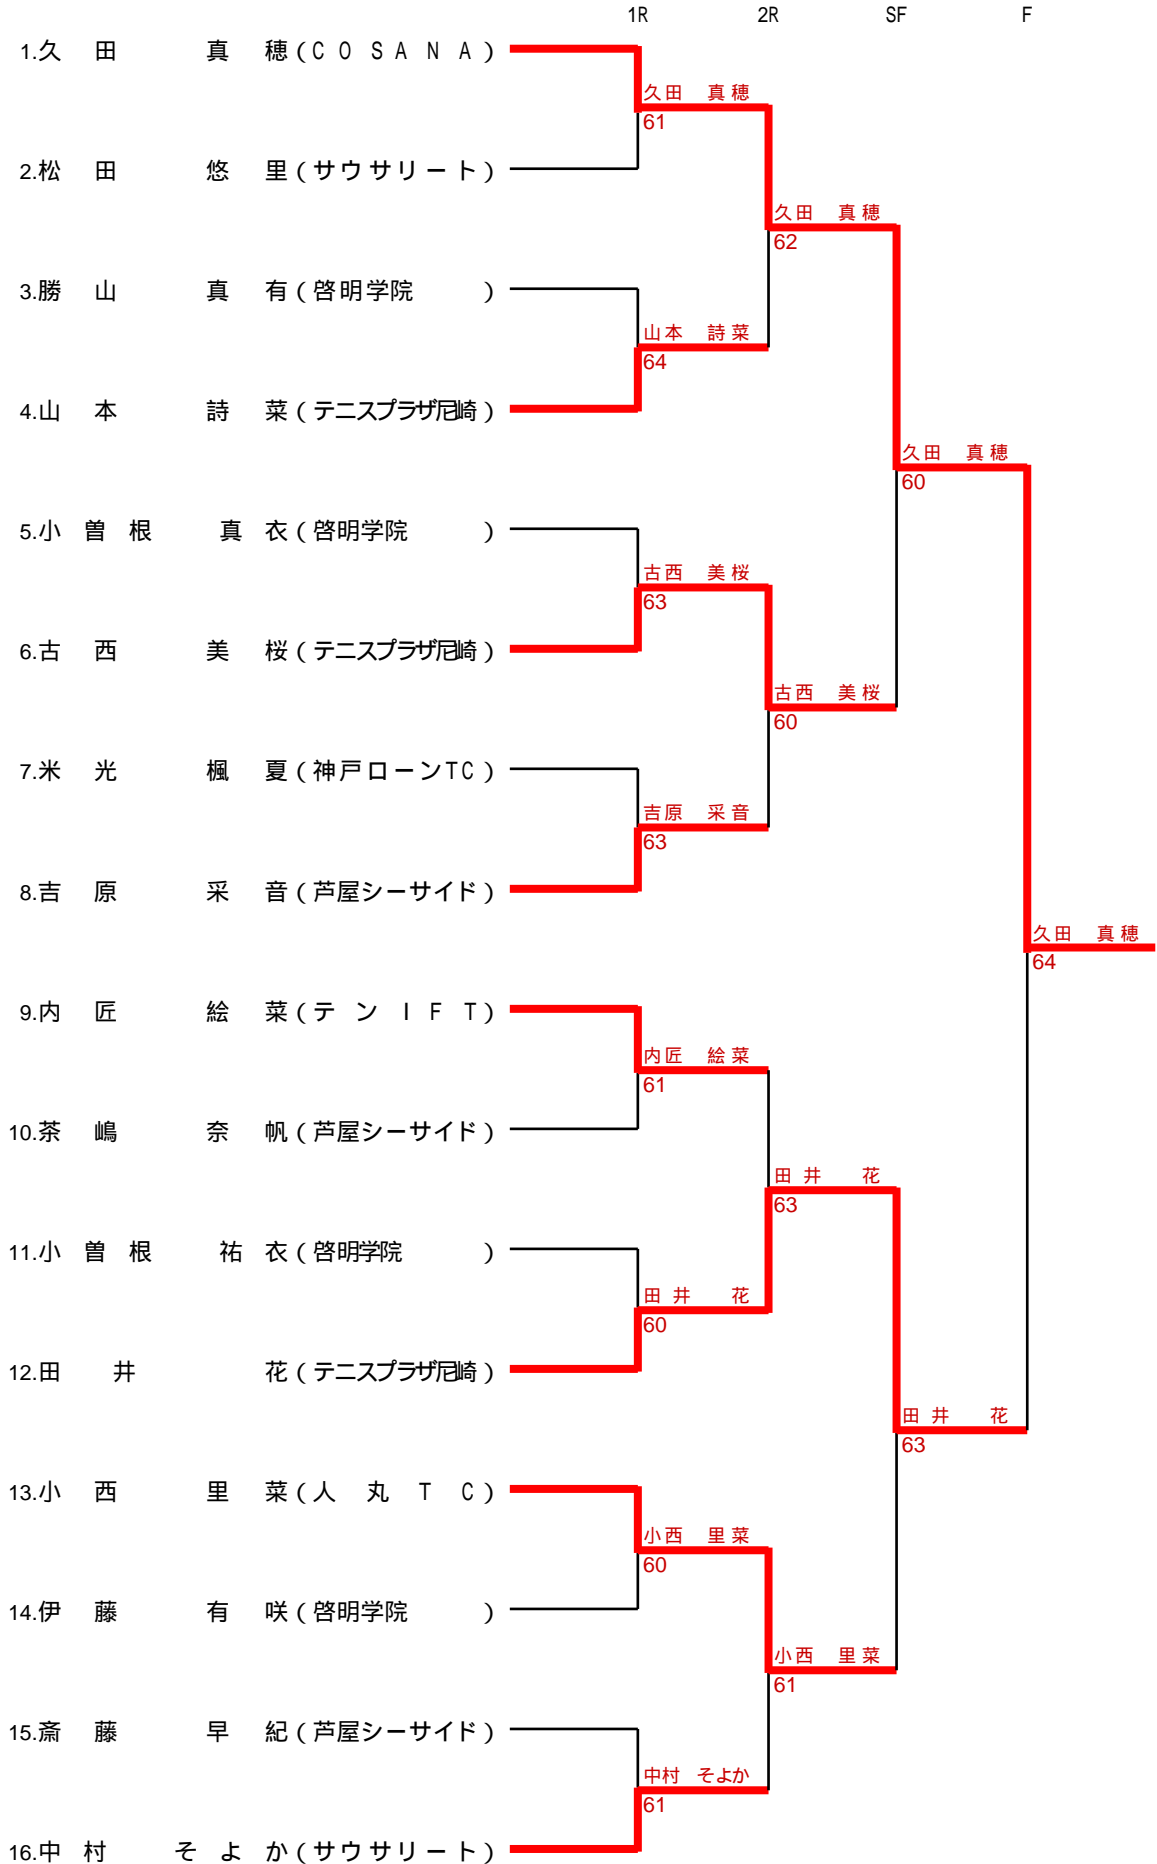 1R 2R SF F
1.久田 真穂(COSANA)
久田 真穂
61
2.松田 悠里(サウサリート)
久田 真穂
62
3.勝山 真有(啓明学院)
山本 詩菜
64
4.山本 詩菜(テニスプラザ尼崎)
久田 真穂
60
5.小曽根 真衣(啓明学院)
古西 美桜
63
6.古西 美桜(テニスプラザ尼崎)
古西 美桜
60
7.米光 楓夏(神戸ローンTC)
吉原 采音
63
8.吉原 采音(芦屋シーサイド)
久田 真穂
64
9.内匠 絵菜(テンIFT)
内匠 絵菜
61
10.茶嶋 奈帆(芦屋シーサイド)
田井 花
63
11.小曽根 祐衣(啓明学院)
田井 花
60
12.田井 花(テニスプラザ尼崎)
田井 花
63
13.小西 里菜(人丸TC)
小西 里菜
60
14.伊藤 有咲(啓明学院)
小西 里菜
61
15.斎藤 早紀(芦屋シーサイド)
中村 そよか
61
16.中村 そよか(サウサリート)